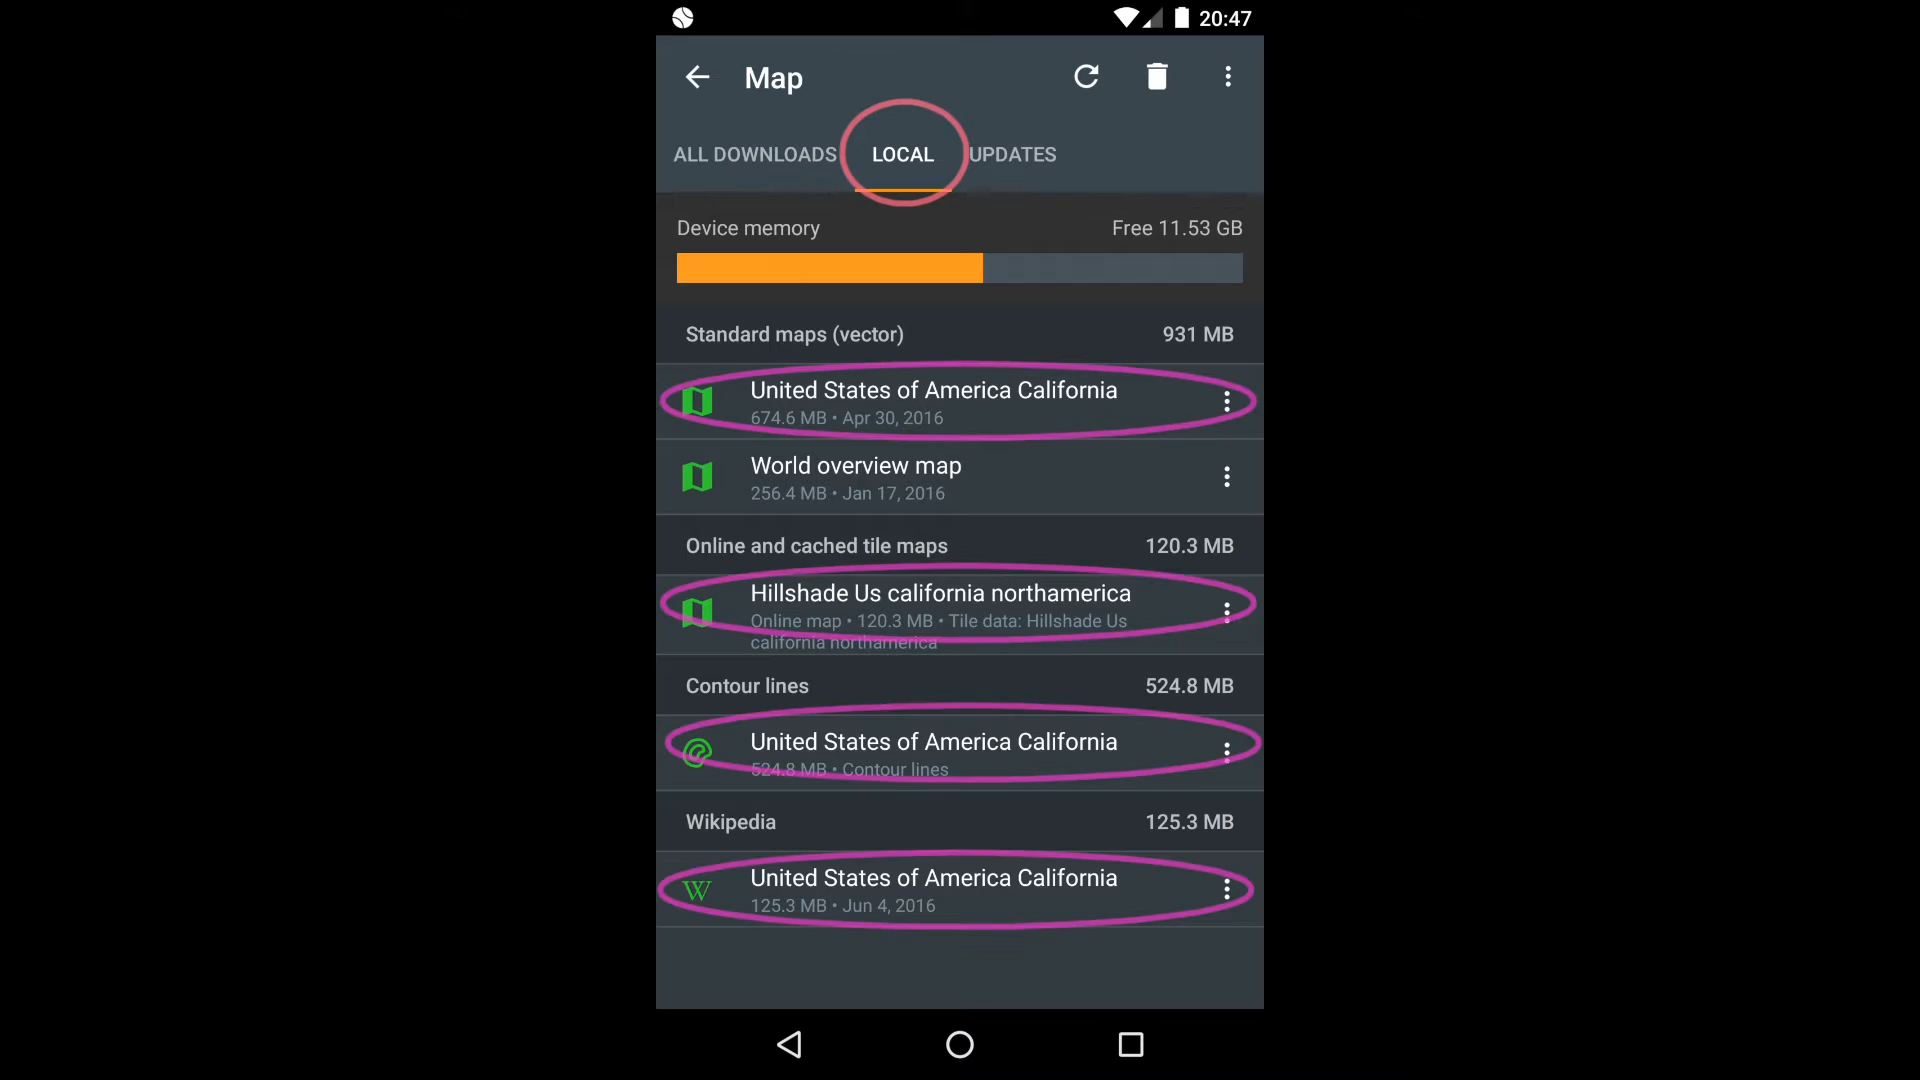 20:47
Map
ALL DOWNLOADS LOCAL UPDATES
Device memory Free 11.53 GB
Standard maps (vector) 931 MB
United States of America California
674.6 MB • Apr 30, 2016
World overview map
256.4 MB • Jan 17, 2016
Online and cached tile maps 120.3 MB
Hillshade Us california northamerica
Online map • 120.3 MB • Tile data: Hillshade Us
california northamerica
Contour lines 524.8 MB
United States of America California
524.8 MB • Contour lines
Wikipedia 125.3 MB
W United States of America California
125.3 MB • Jun 4, 2016